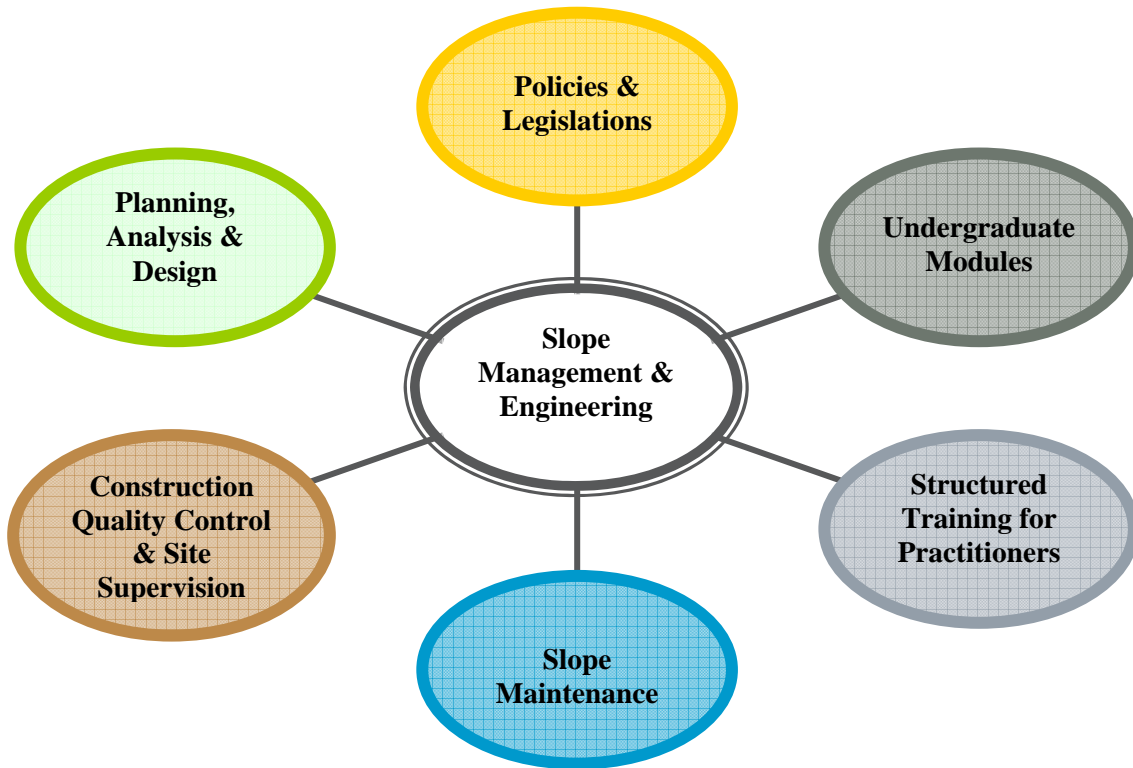 Policies &
Legislations
Planning,
Analysis &
Design
Undergraduate
Modules
Slope
Management &
Engineering
Construction
Quality Control
& Site
Supervision
Structured
Training for
Practitioners
Slope
Maintenance